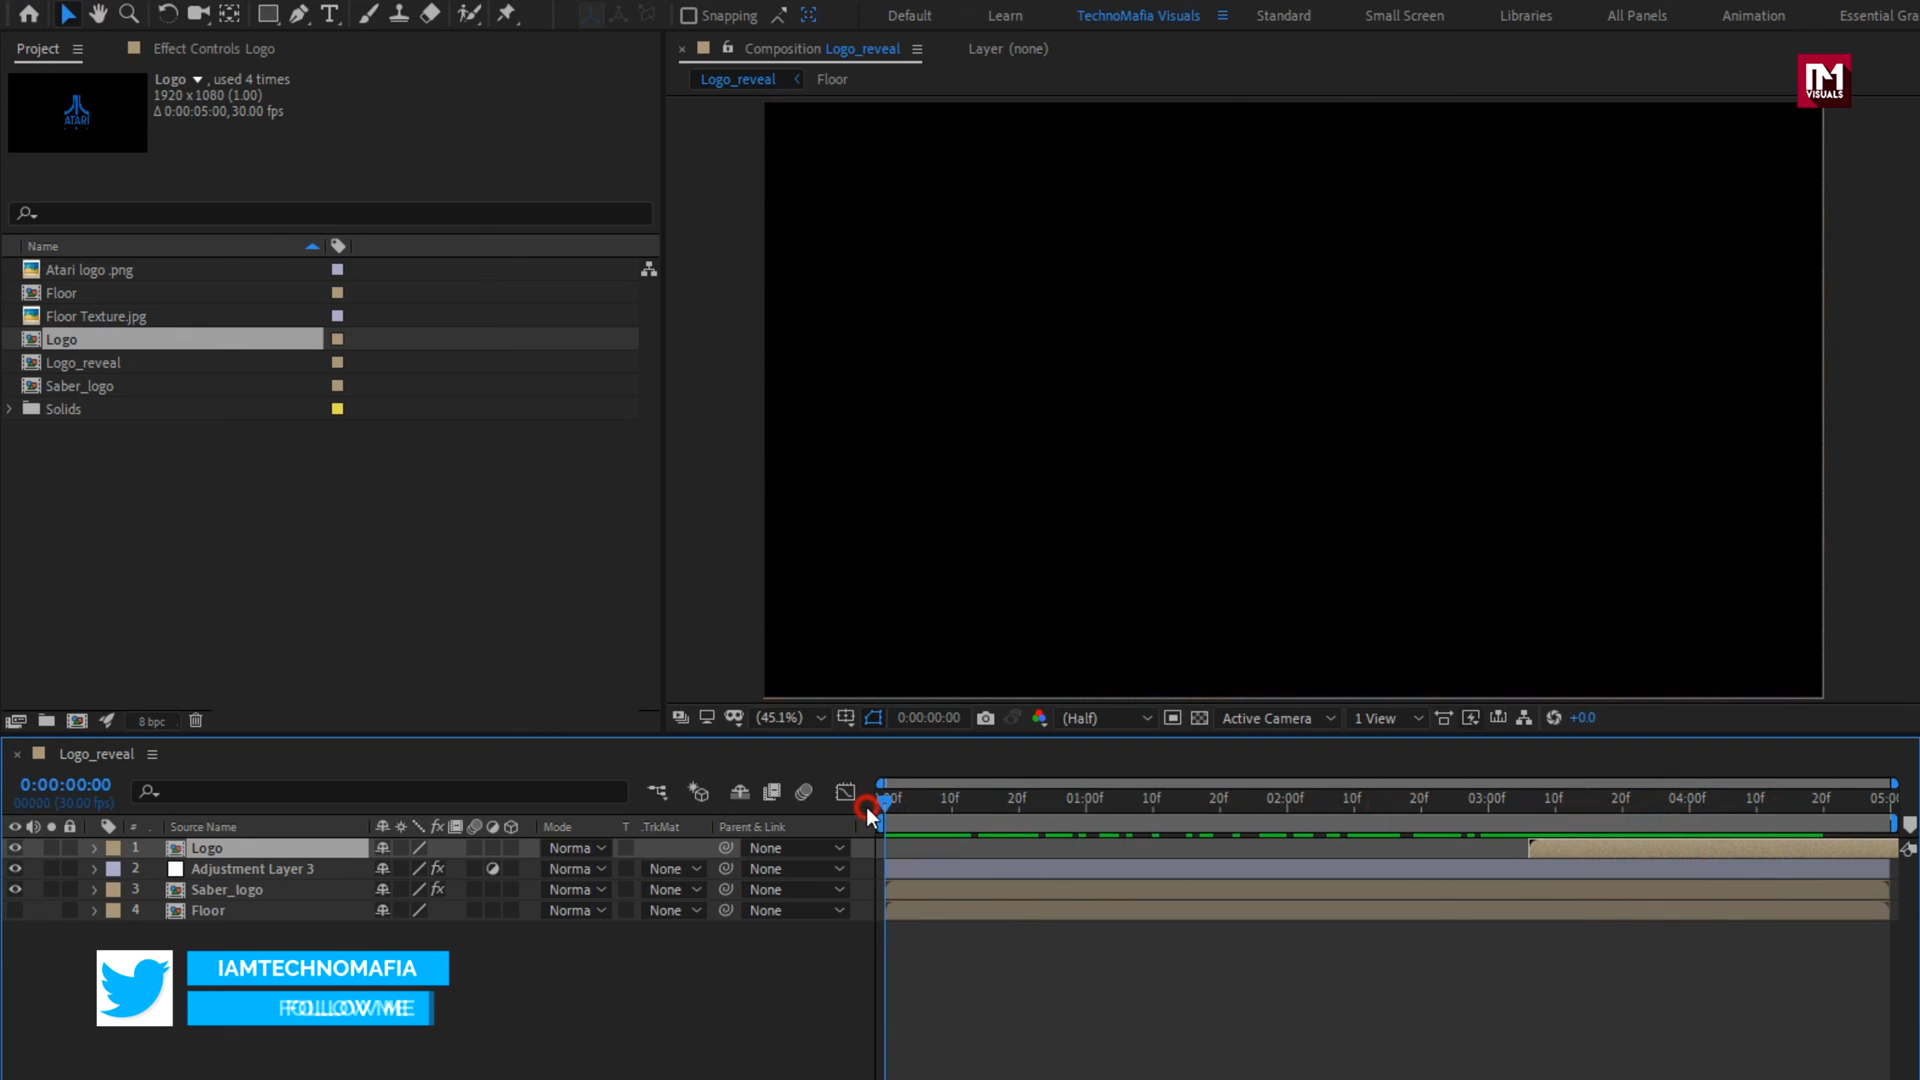 Snapping
Default
Learn
TechnoMafia Visuals
Standard
Small Screen
Libraries
All Panels
Animation
Essential Gra
Project
Effect Controls Logo
Composition Logo_reveal
Layer (none)
Logo , used 4 times
1920 x 1080 (1.00)
Δ 0:00:05:00, 30.00 fps
ATARI
Logo_reveal
Floor
VISUALS
Name
Atari logo .png
Floor
Floor Texture.jpg
Logo
Logo_reveal
Saber_logo
Solids
8 bpc
(45.1%)
0:00:00:00
(Half)
Active Camera
1 View
+0.0
Logo_reveal
0:00:00:00
00000 (30.00 fps)
10f 20f 01:00f 10f 20f 02:00f 10f 20f 03:00f 10f 20f 04:00f 10f 20f 05:00
# Source Name Mode T .TrkMat Parent & Link
1 Logo Norma None
2 Adjustment Layer 3 Norma None None
3 Saber_logo Norma None None
4 Floor Norma None None
IAMTECHNOMAFIA
FOLLOW ME